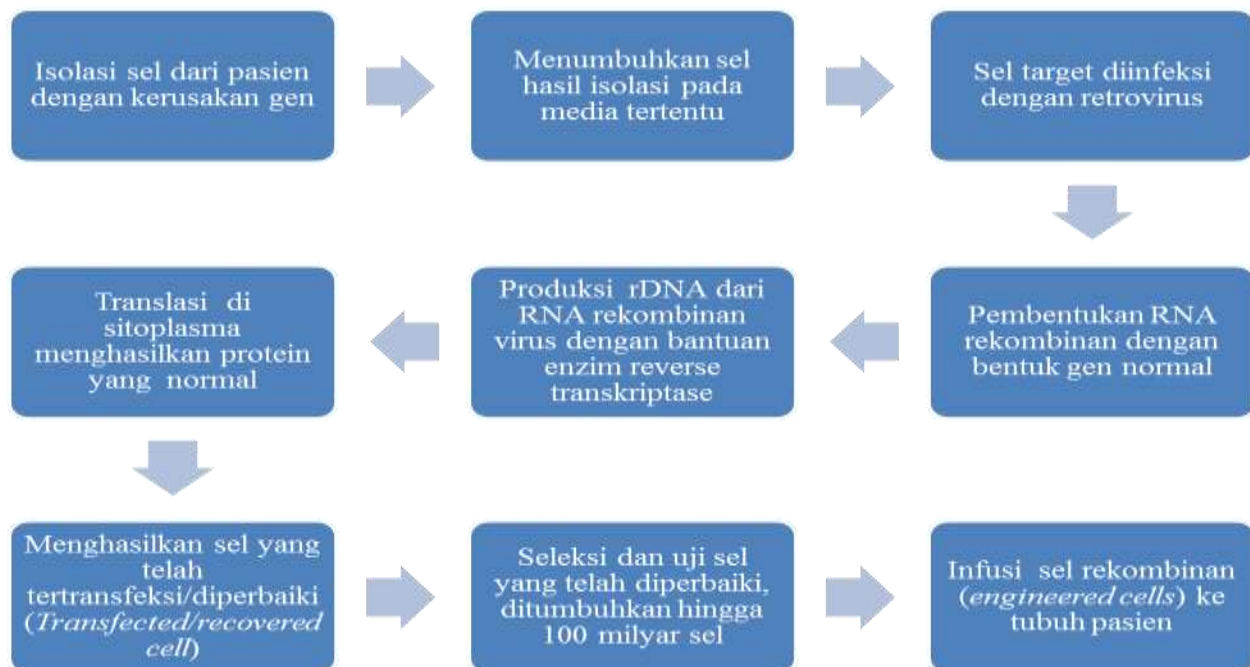 Isolasi sel dari pasien
dengan kerusakan gen
Menumbuhkan sel
hasil isolasi pada
media tertentu
Sel target diinfeksi
dengan retrovirus
Pembentukan RNA
rekombinan dengan
bentuk gen normal
Produksi rDNA dari
RNA rekombinan
virus dengan bantuan
enzim reverse
transkriptase
Translasi di
sitoplasma
menghasilkan protein
yang normal
Menghasilkan sel yang
telah
tertransfeksi/diperbaiki
(Transfected/recovered
cell)
Seleksi dan uji sel
yang telah diperbaiki,
ditumbuhkan hingga
100 milyar sel
Infusi sel rekombinan
(engineered cells) ke
tubuh pasien